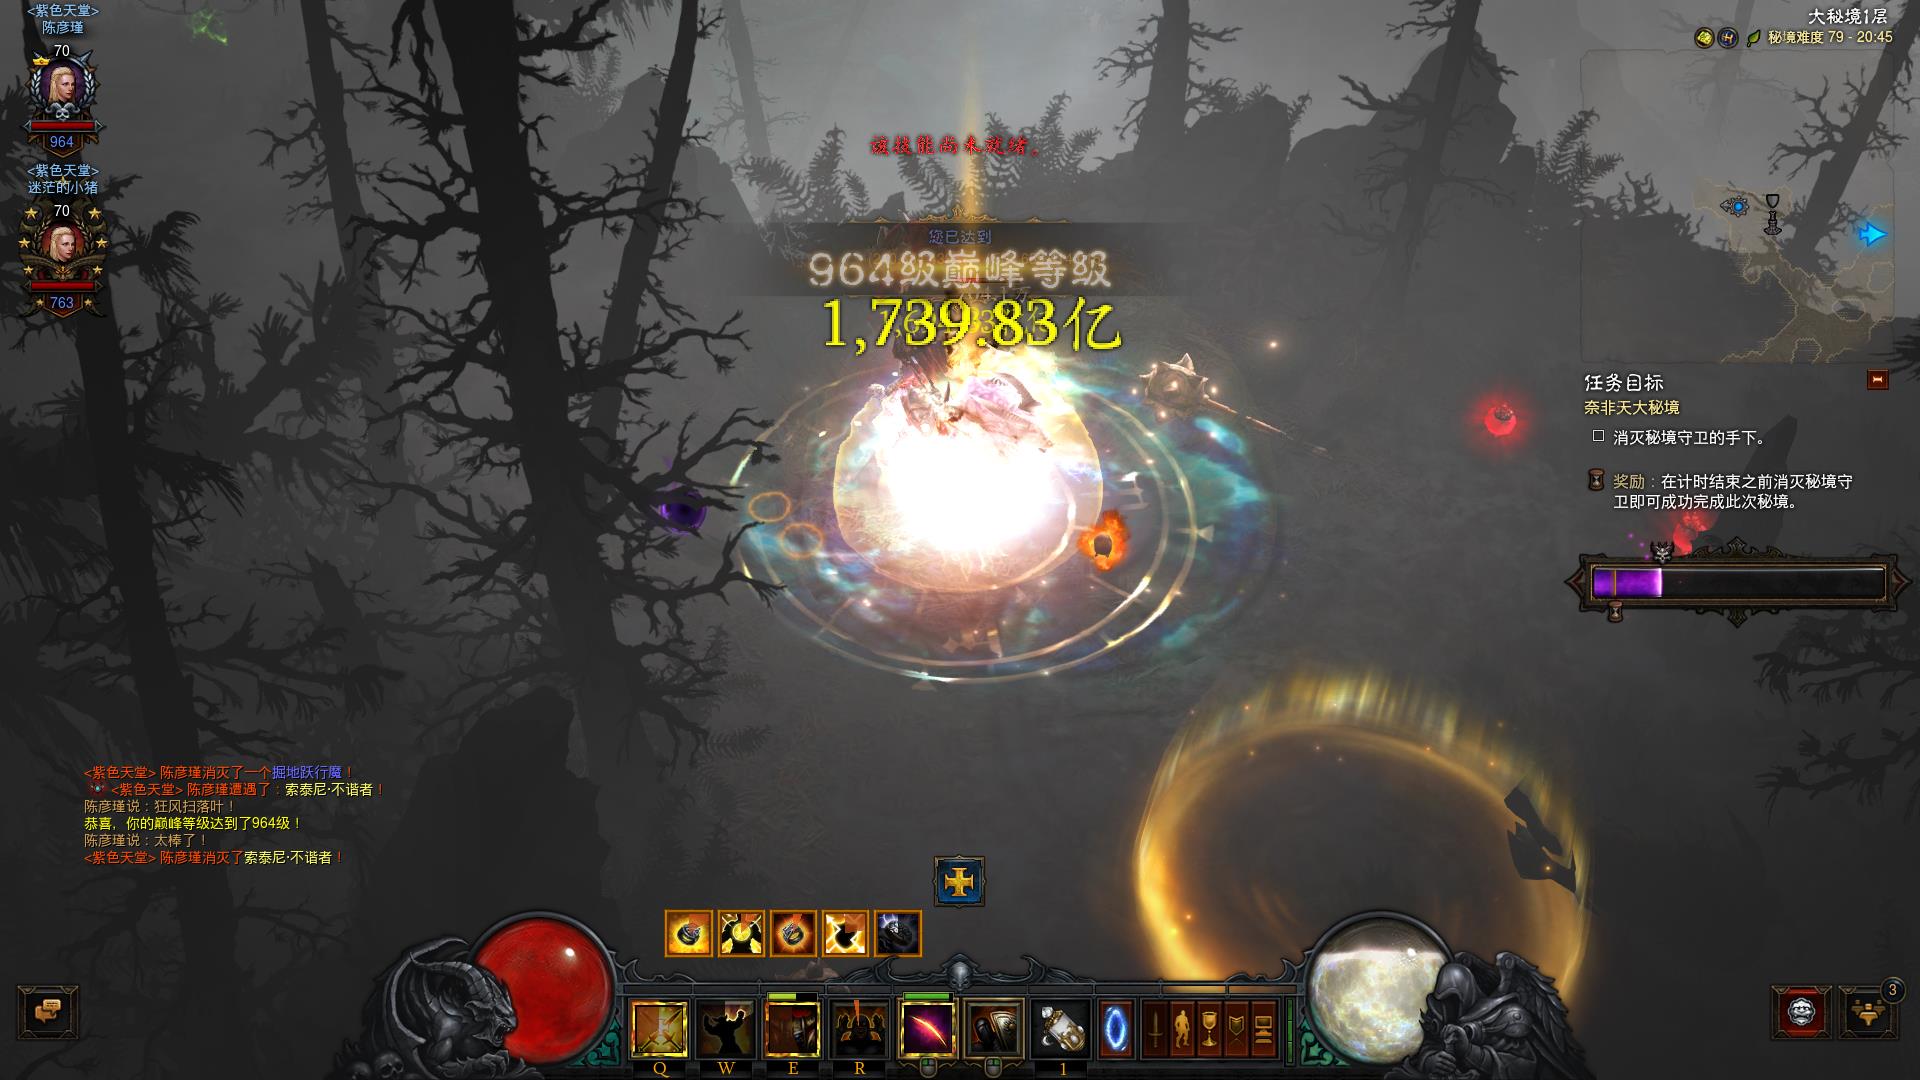 <紫色天堂>
陈彦瑾
70
964
<紫色天堂>
迷茫的小猪
70
763
大秘境1层
秘境难度 79 - 20:45
该技能尚未就绪。
您已达到
964级巅峰等级
1,739.83亿
任务目标
奈非天大秘境
消灭秘境守卫的手下。
奖励：在计时结束之前消灭秘境守
卫即可成功完成此次秘境。
<紫色天堂> 陈彦瑾消灭了一个掘地跃行魔！
<紫色天堂> 陈彦瑾遭遇了：索泰尼·不谐者！
陈彦瑾说：狂风扫落叶！
恭喜，你的巅峰等级达到了964级！
陈彦瑾说：太棒了！
<紫色天堂> 陈彦瑾消灭了索泰尼·不谐者！
3
Q W E R 1